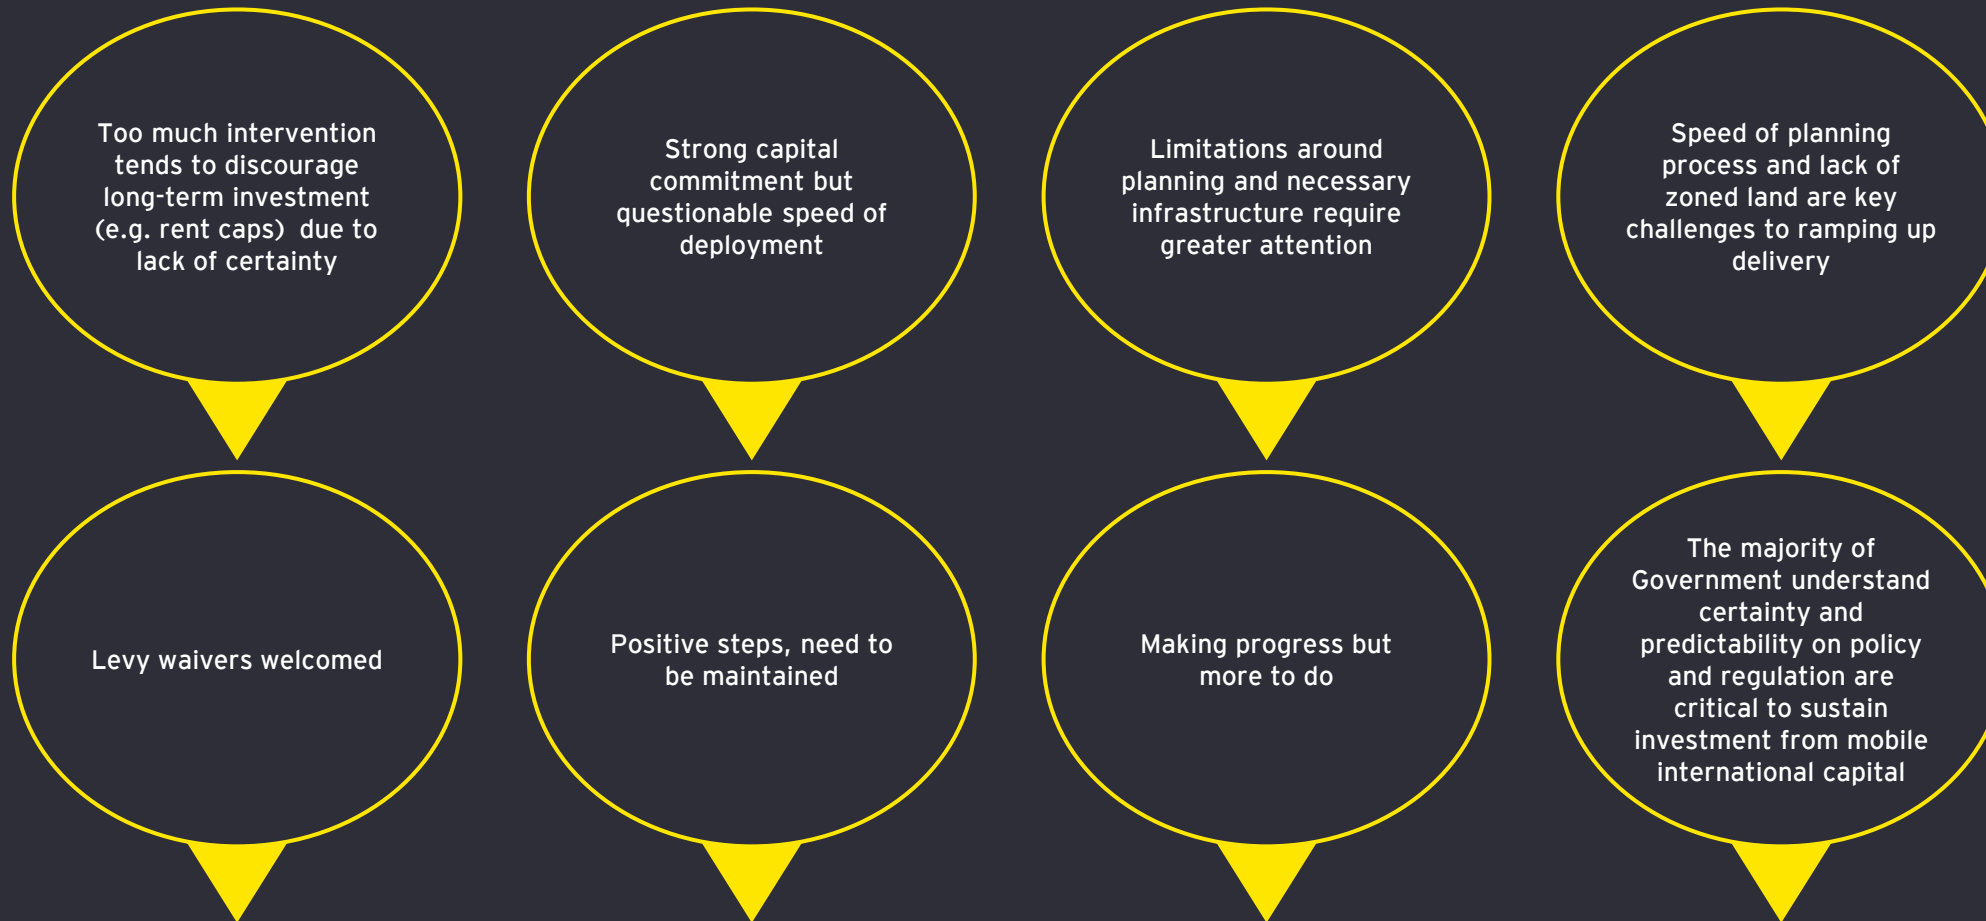 Too much intervention
tends to discourage
long-term investment
(e.g. rent caps) due to
lack of certainty
Strong capital
commitment but
questionable speed of
deployment
Limitations around
planning and necessary
infrastructure require
greater attention
Speed of planning
process and lack of
zoned land are key
challenges to ramping up
delivery
Levy waivers welcomed
Positive steps, need to
be maintained
Making progress but
more to do
The majority of
Government understand
certainty and
predictability on policy
and regulation are
critical to sustain
investment from mobile
international capital